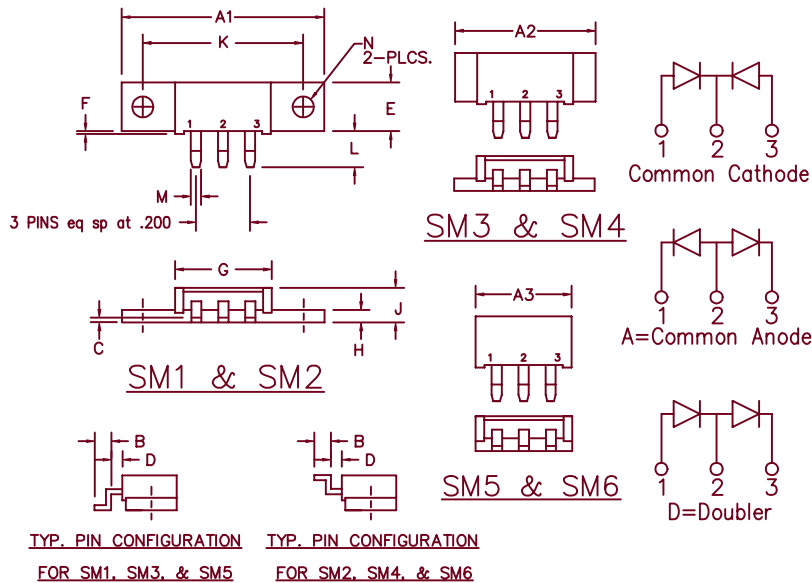 A1
K
N
2-PLCS.
F
E
1 2 3
L
M
3 PINS eq sp at .200
G
J
C
H
SM1 & SM2
B
D
TYP. PIN CONFIGURATION
FOR SM1, SM3, & SM5
B
D
TYP. PIN CONFIGURATION
FOR SM2, SM4, & SM6
A2
1 2 3
SM3 & SM4
A3
1 2 3
SM5 & SM6
1 2 3
Common Cathode
1 2 3
A=Common Anode
1 2 3
D=Doubler